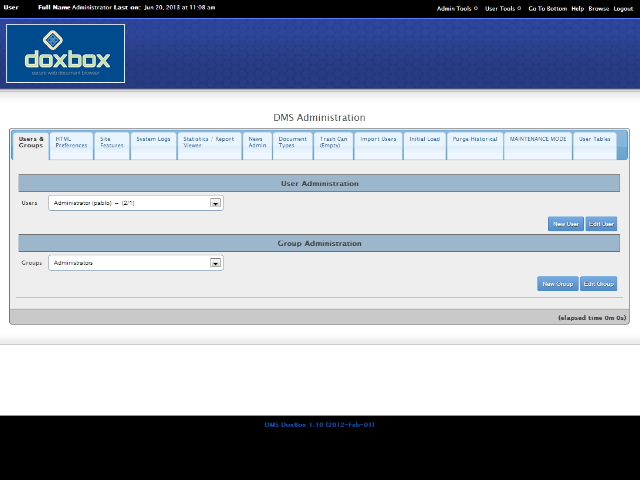 User Full Name Administrator Last on: Jun 20, 2013 at 11:08 am Admin Tools User Tools Go To Bottom Help Browse Logout
doxbox
secure web document browser
DMS Administration
Users & Groups
HTML Preferences
Site Features
System Logs
Statistics / Report Viewer
News Admin
Document Types
Trash Can (Empty)
Import Users
Initial Load
Purge Historical
MAINTENANCE MODE
User Tables
User Administration
Users Administrator (pablo) - (2/1)
New User Edit User
Group Administration
Groups Administrators
New Group Edit Group
(elapsed time 0m 0s)
DMS DoxBox 1.10 (2012-Feb-01)